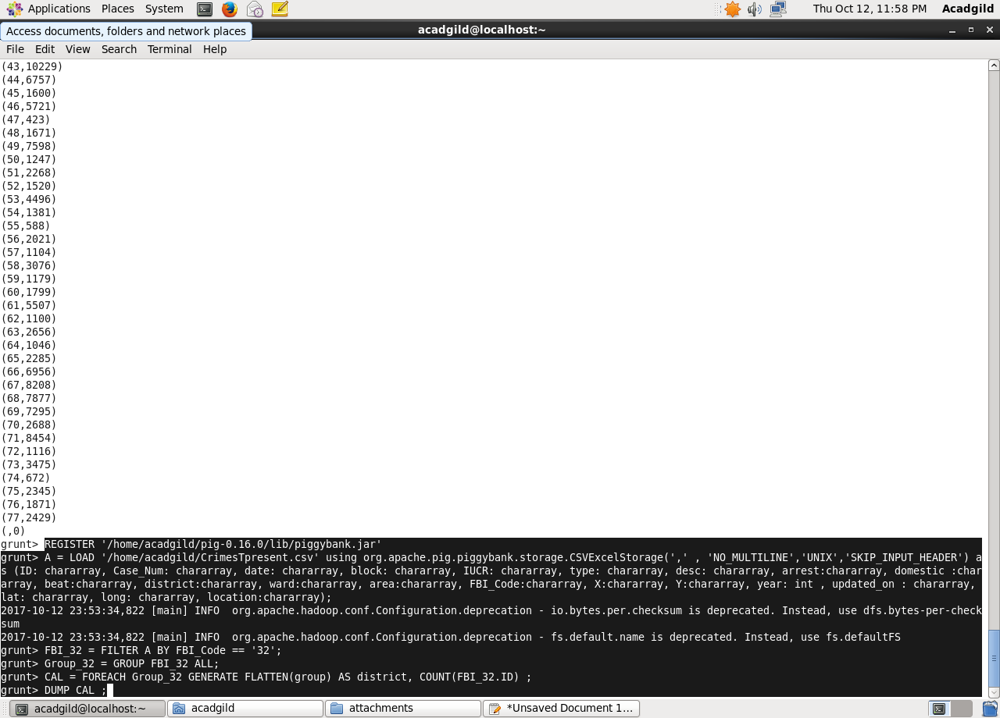 Applications Places System Thu Oct 12, 11:58 PM Acadgild
Access documents, folders and network places
acadgild@localhost:~
File Edit View Search Terminal Help
(43,10229)
(44,6757)
(45,1600)
(46,5721)
(47,423)
(48,1671)
(49,7598)
(50,1247)
(51,2268)
(52,1520)
(53,4496)
(54,1381)
(55,588)
(56,2021)
(57,1104)
(58,3076)
(59,1179)
(60,1799)
(61,5507)
(62,1100)
(63,2656)
(64,1046)
(65,2285)
(66,6956)
(67,8208)
(68,7877)
(69,7295)
(70,2688)
(71,8454)
(72,1116)
(73,3475)
(74,672)
(75,2345)
(76,1871)
(77,2429)
(,0)
grunt> REGISTER '/home/acadgild/pig-0.16.0/lib/piggybank.jar'
grunt> A = LOAD '/home/acadgild/CrimesTpresent.csv' using org.apache.pig.piggybank.storage.CSVExcelStorage(',' , 'NO_MULTILINE','UNIX','SKIP_INPUT_HEADER') a
s (ID: chararray, Case_Num: chararray, date: chararray, block: chararray, IUCR: chararray, type: chararray, desc: chararray, arrest:chararray, domestic :char
array, beat:chararray, district:chararray, ward:chararray, area:chararray, FBI_Code:chararray, X:chararray, Y:chararray, year: int , updated_on : chararray,
lat: chararray, long: chararray, location:chararray);
2017-10-12 23:53:34,822 [main] INFO  org.apache.hadoop.conf.Configuration.deprecation - io.bytes.per.checksum is deprecated. Instead, use dfs.bytes-per-check
sum
2017-10-12 23:53:34,822 [main] INFO  org.apache.hadoop.conf.Configuration.deprecation - fs.default.name is deprecated. Instead, use fs.defaultFS
grunt> FBI_32 = FILTER A BY FBI_Code == '32';
grunt> Group_32 = GROUP FBI_32 ALL;
grunt> CAL = FOREACH Group_32 GENERATE FLATTEN(group) AS district, COUNT(FBI_32.ID) ;
grunt> DUMP CAL ;
acadgild@localhost:~ acadgild attachments *Unsaved Document 1...